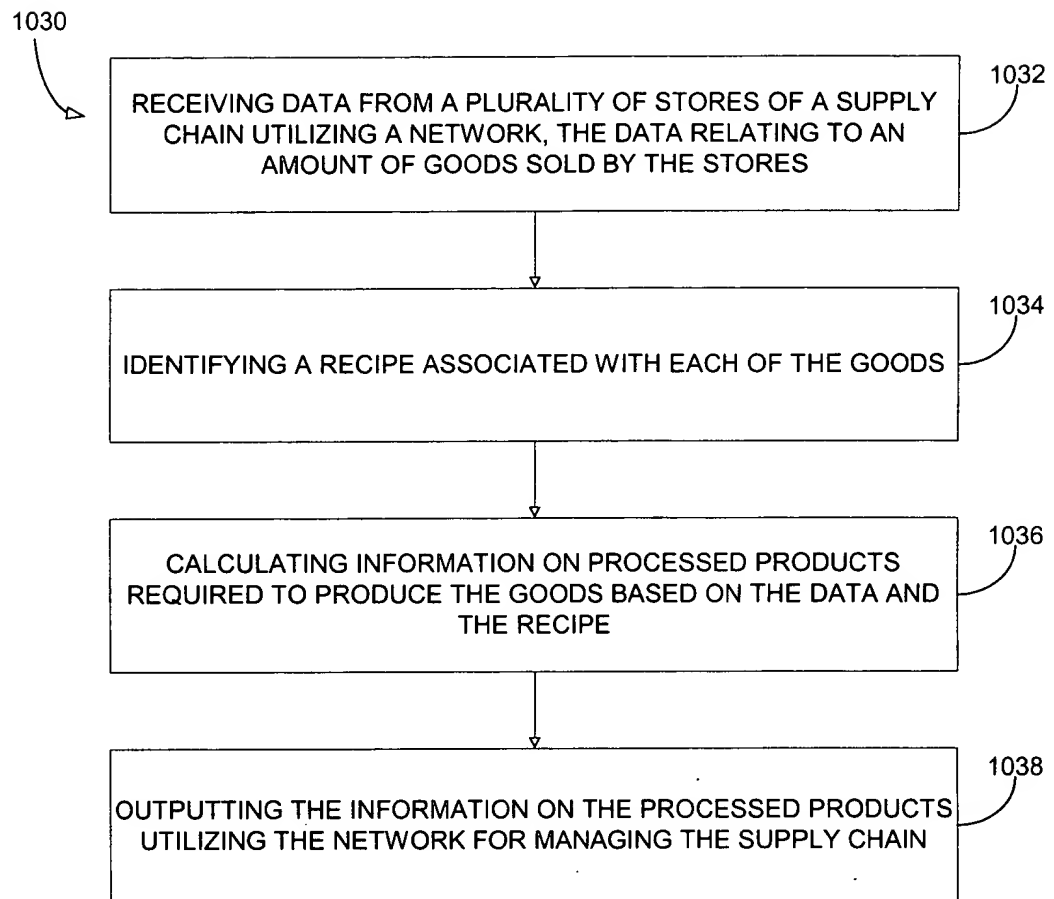 1030
1032
RECEIVING DATA FROM A PLURALITY OF STORES OF A SUPPLY
CHAIN UTILIZING A NETWORK, THE DATA RELATING TO AN
AMOUNT OF GOODS SOLD BY THE STORES
1034
IDENTIFYING A RECIPE ASSOCIATED WITH EACH OF THE GOODS
1036
CALCULATING INFORMATION ON PROCESSED PRODUCTS
REQUIRED TO PRODUCE THE GOODS BASED ON THE DATA AND
THE RECIPE
1038
OUTPUTTING THE INFORMATION ON THE PROCESSED PRODUCTS
UTILIZING THE NETWORK FOR MANAGING THE SUPPLY CHAIN